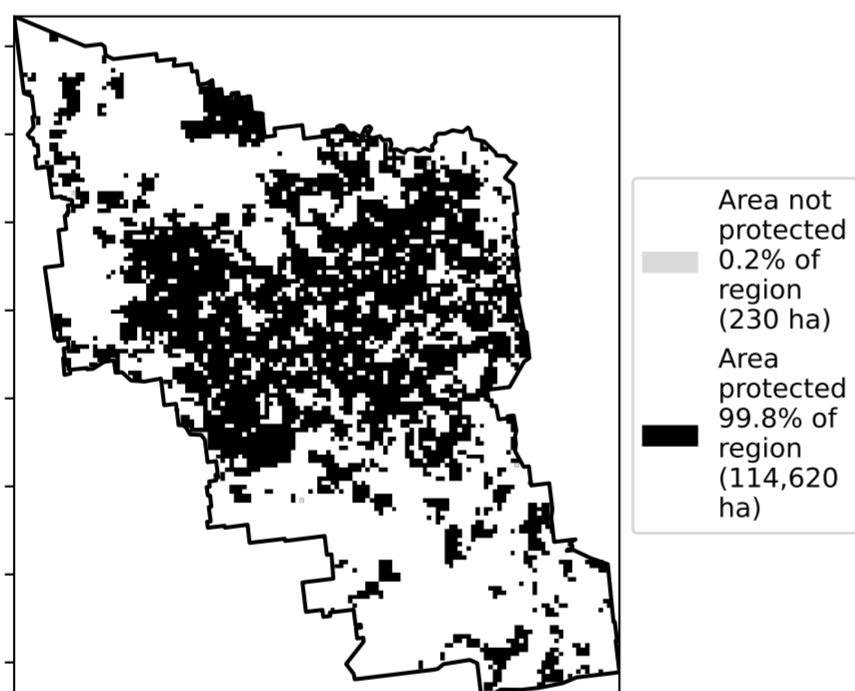 Area not
protected
0.2% of
region
(230 ha)
Area
protected
99.8% of
region
(114,620
ha)